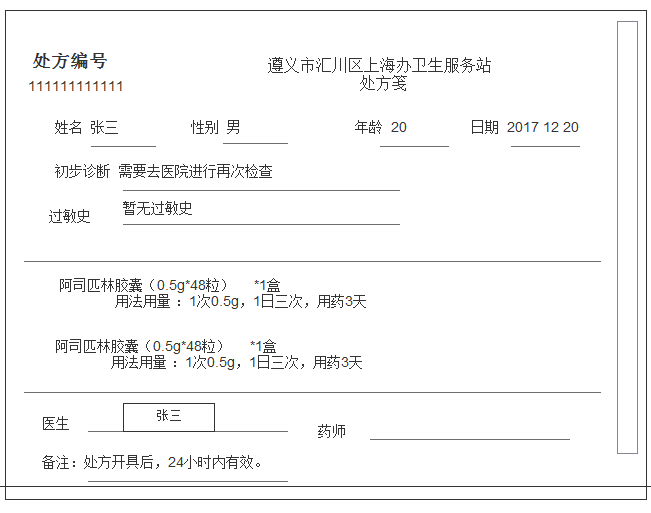 处方编号
111111111111
遵义市汇川区上海办卫生服务站
处方笺
姓名 张三 性别 男 年龄 20 日期 2017 12 20
初步诊断 需要去医院进行再次检查
过敏史 暂无过敏史
阿司匹林胶囊（0.5g*48粒） *1盒
用法用量 ：1次0.5g，1日三次，用药3天
阿司匹林胶囊（0.5g*48粒） *1盒
用法用量 ：1次0.5g，1日三次，用药3天
医生 张三 药师
备注：处方开具后，24小时内有效。